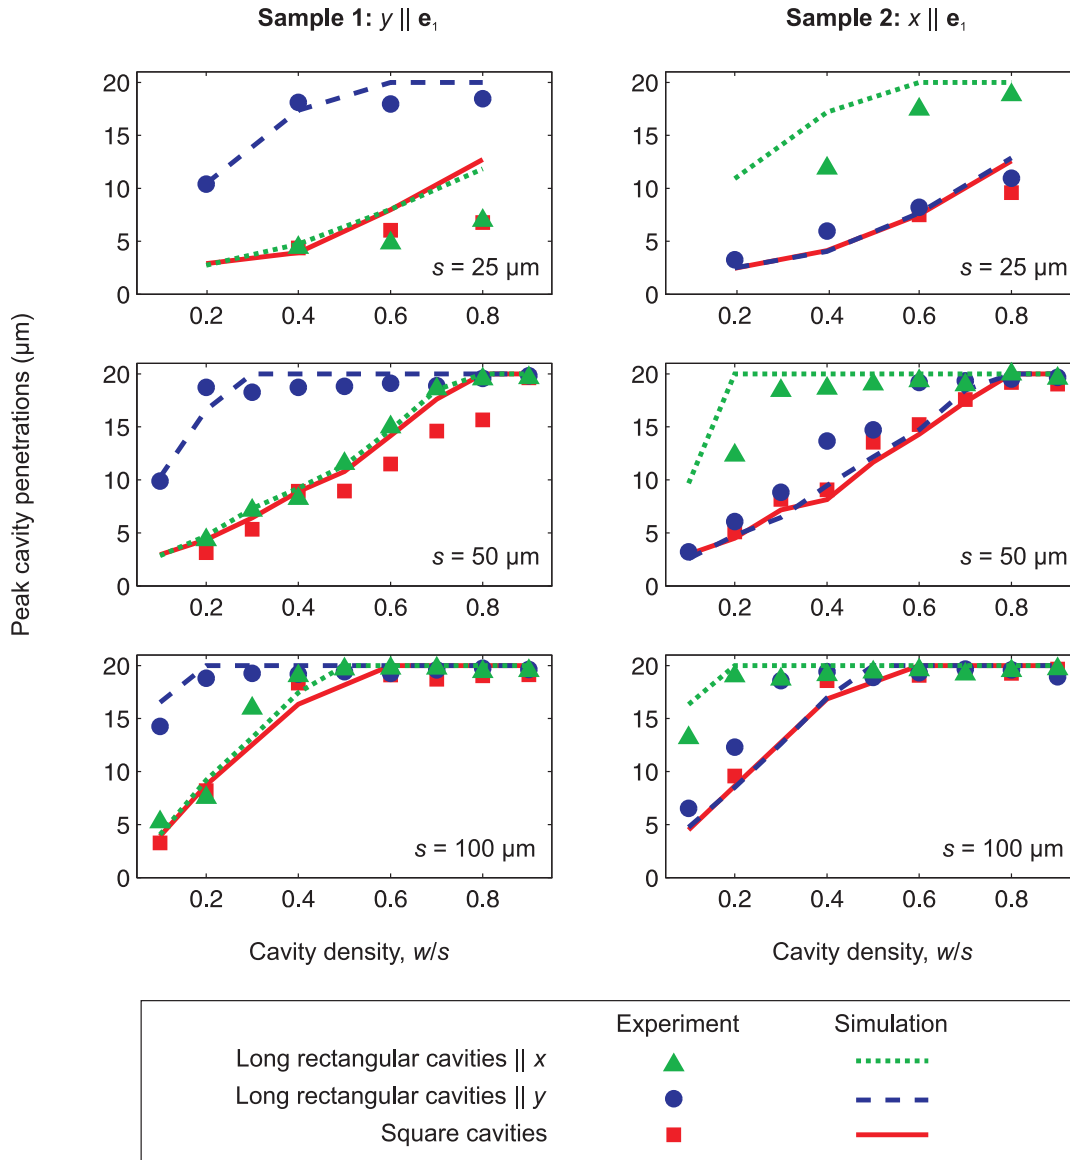 Sample 1: y || e₁
Sample 2: x || e₁
Peak cavity penetrations (μm)
20
15
10
5
0
0.2 0.4 0.6 0.8
s = 25 μm
20
15
10
5
0
0.2 0.4 0.6 0.8
s = 25 μm
20
15
10
5
0
0.2 0.4 0.6 0.8
s = 50 μm
20
15
10
5
0
0.2 0.4 0.6 0.8
s = 50 μm
20
15
10
5
0
0.2 0.4 0.6 0.8
s = 100 μm
20
15
10
5
0
0.2 0.4 0.6 0.8
s = 100 μm
Cavity density, w/s
Cavity density, w/s
Experiment Simulation
Long rectangular cavities || x
Long rectangular cavities || y
Square cavities